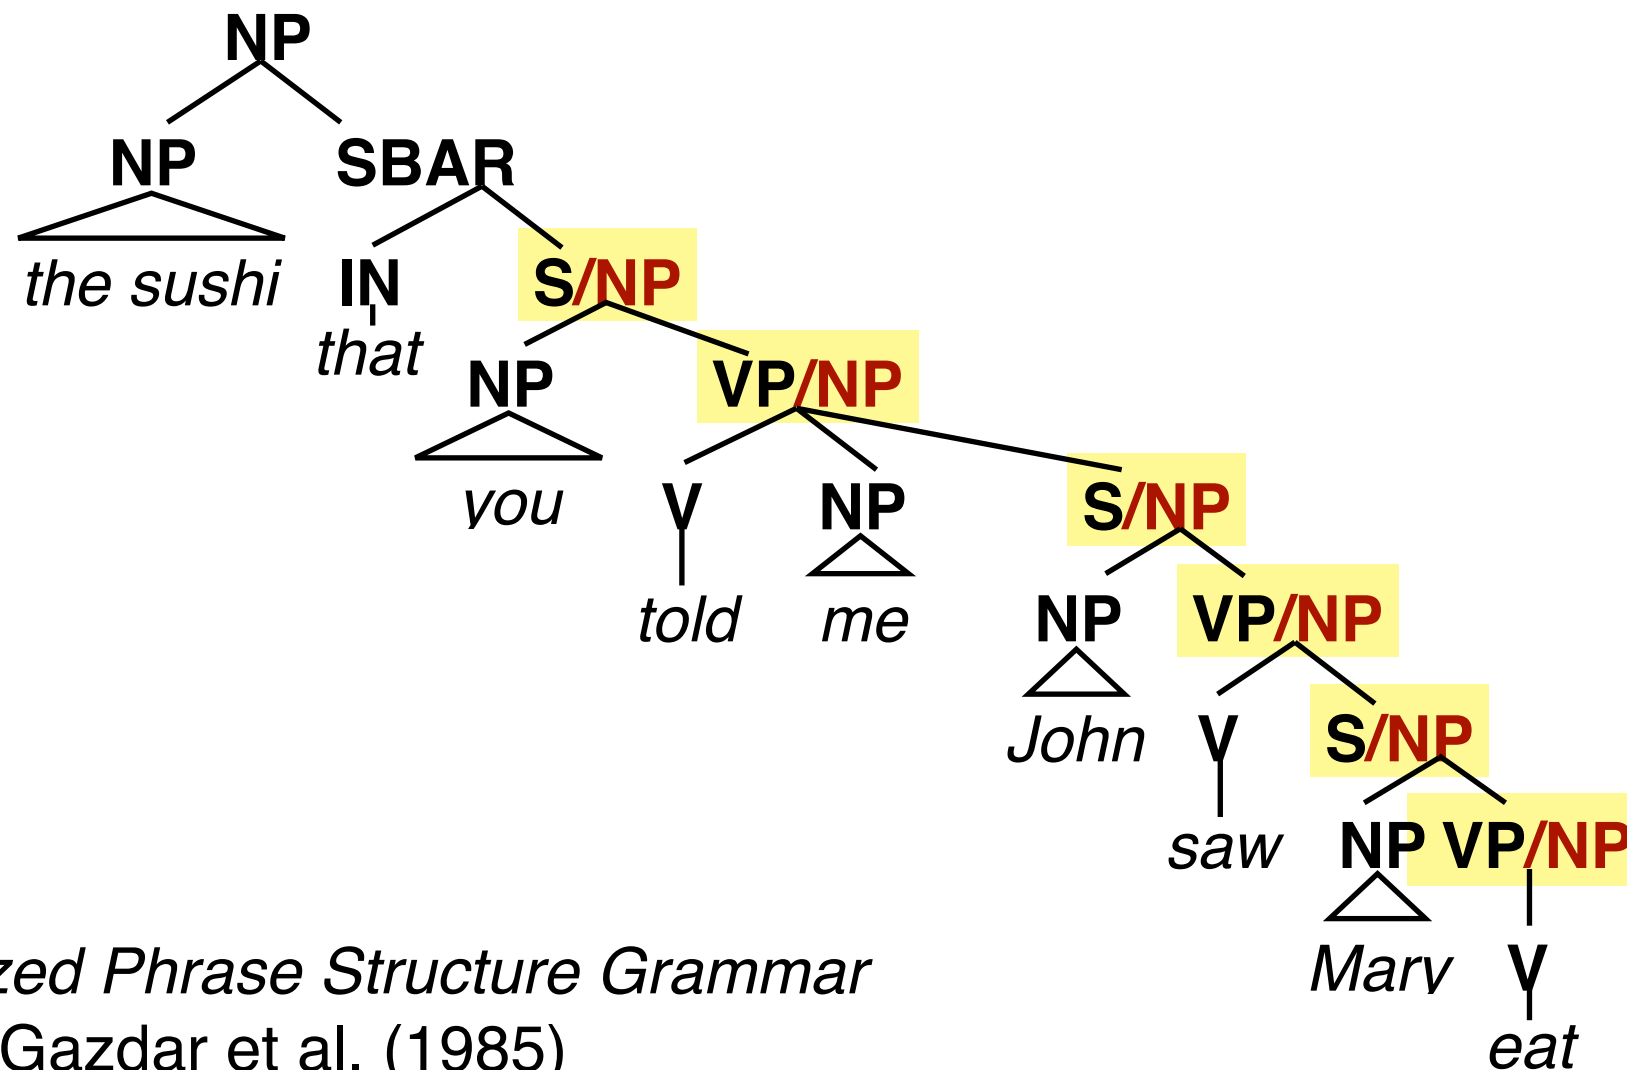 NP
NP SBAR
the sushi IN S/NP
that
NP VP/NP
you V NP S/NP
told me NP VP/NP
John V S/NP
saw NP VP/NP
Mary V
zed Phrase Structure Grammar
Gazdar et al. (1985)
eat